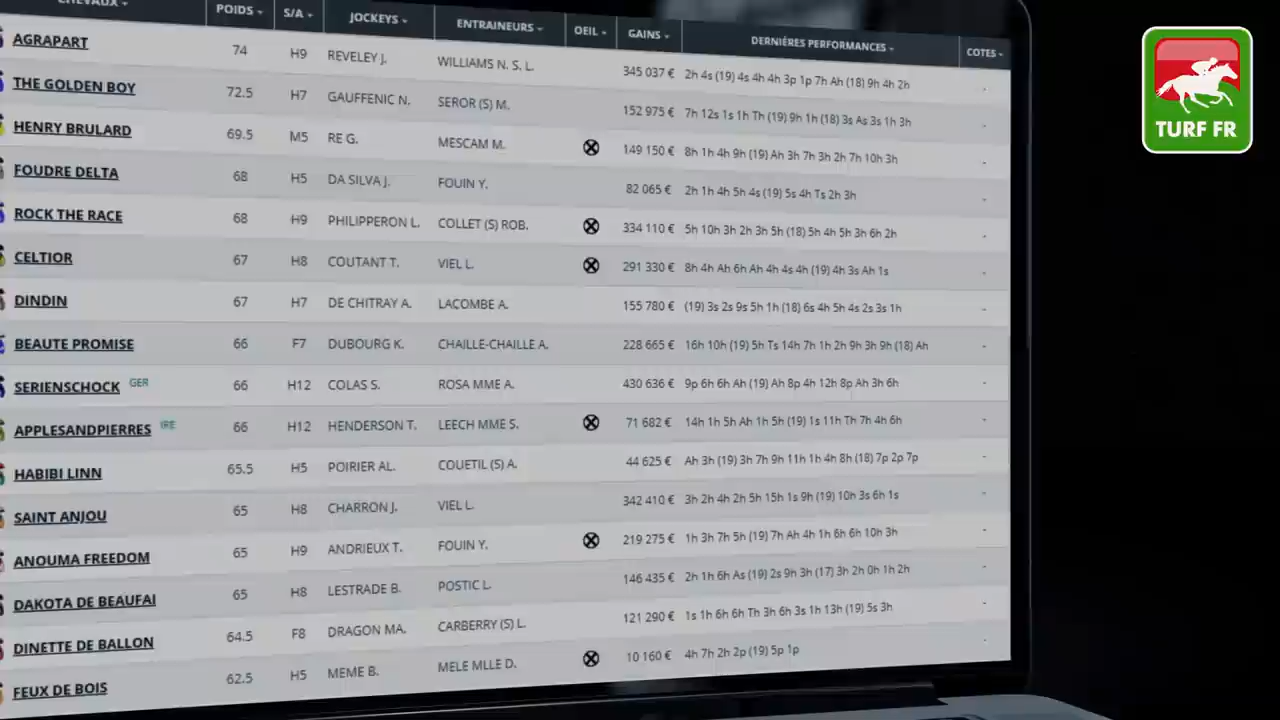 CHEVAUX POIDS S/A JOCKEYS ENTRAINEURS OEIL GAINS DERNIÈRES PERFORMANCES COTES
AGRAPART 74 H9 REVELEY J. WILLIAMS N. S. L. 345 037 € 2h 4s (19) 4s 4h 4h 3p 1p 7h Ah (18) 9h 4h 2h -
THE GOLDEN BOY 72.5 H7 GAUFFENIC N. SEROR (S) M. 152 975 € 7h 12s 1s 1h Th (19) 9h 1h (18) 3s As 3s 1h 3h -
HENRY BRULARD 69.5 M5 RE G. MESCAM M. 149 150 € 8h 1h 4h 9h (19) Ah 3h 7h 3h 2h 7h 10h 3h -
FOUDRE DELTA 68 H5 DA SILVA J. FOUIN Y. 82 065 € 2h 1h 4h 5h 4s (19) 5s 4h Ts 2h 3h -
ROCK THE RACE 68 H9 PHILIPPERON L. COLLET (S) ROB. 334 110 € 5h 10h 3h 2h 3h 5h (18) 5h 4h 5h 3h 6h 2h -
CELTIOR 67 H8 COUTANT T. VIEL L. 291 330 € 8h 4h Ah 6h Ah 4h 4s 4h (19) 4h 3s Ah 1s -
DINDIN 67 H7 DE CHITRAY A. LACOMBE A. 155 780 € (19) 3s 2s 9s 5h 1h (18) 6s 4h 5h 4s 2s 3s 1h -
BEAUTE PROMISE 66 F7 DUBOURG K. CHAILLE-CHAILLE A. 228 665 € 16h 10h (19) 5h Ts 14h 7h 1h 2h 9h 3h 9h (18) Ah -
SERIENSCHOCK GER 66 H12 COLAS S. ROSA MME A. 430 636 € 9p 6h 6h Ah (19) Ah 8p 4h 12h 8p Ah 3h 6h -
APPLESANDPIERRES IRE 66 H12 HENDERSON T. LEECH MME S. 71 682 € 14h 1h 5h Ah 1h 5h (19) 1s 11h Th 7h 4h 6h -
HABIBI LINN 65.5 H5 POIRIER AL. COUETIL (S) A. 44 625 € Ah 3h (19) 3h 7h 9h 11h 1h 4h 8h (18) 7p 2p 7p -
SAINT ANJOU 65 H8 CHARRON J. VIEL L. 342 410 € 3h 2h 4h 2h 5h 15h 1s 9h (19) 10h 3s 6h 1s -
ANOUMA FREEDOM 65 H9 ANDRIEUX T. FOUIN Y. 219 275 € 1h 3h 7h 5h (19) 7h Ah 4h 1h 6h 6h 10h 3h -
DAKOTA DE BEAUFAI 65 H8 LESTRADE B. POSTIC L. 146 435 € 2h 1h 6h As (19) 2s 9h 3h (17) 3h 2h 0h 1h 2h -
DINETTE DE BALLON 64.5 F8 DRAGON MA. CARBERRY (S) L. 121 290 € 1s 1h 6h 6h Th 3h 6h 3s 1h 13h (19) 5s 3h -
FEUX DE BOIS 62.5 H5 MEME B. MELE MLLE D. 10 160 € 4h 7h 2h 2p (19) 5p 1p -
TURF FR